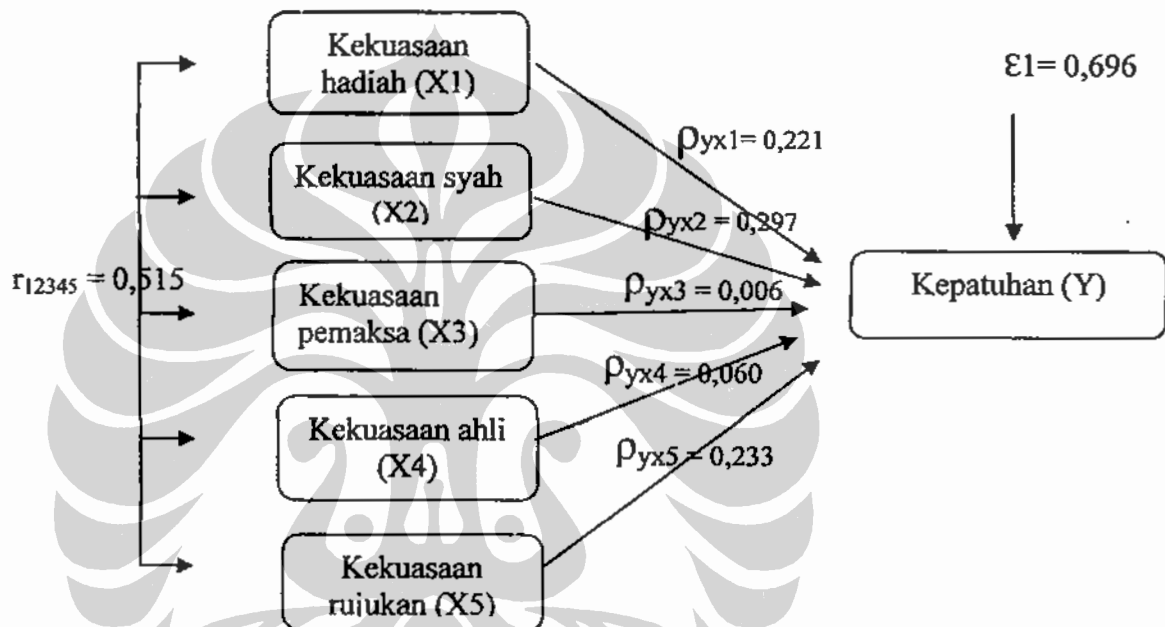 Kekuasaan
hadiah (X1)
ε1= 0,696
ρyx1= 0,221
Kekuasaan syah
(X2)
ρyx2 = 0,297
r12345 = 0,515
Kekuasaan
pemaksa (X3)
ρyx3 = 0,006
Kepatuhan (Y)
ρyx4 = 0,060
Kekuasaan ahli
(X4)
ρyx5 = 0,233
Kekuasaan
rujukan (X5)